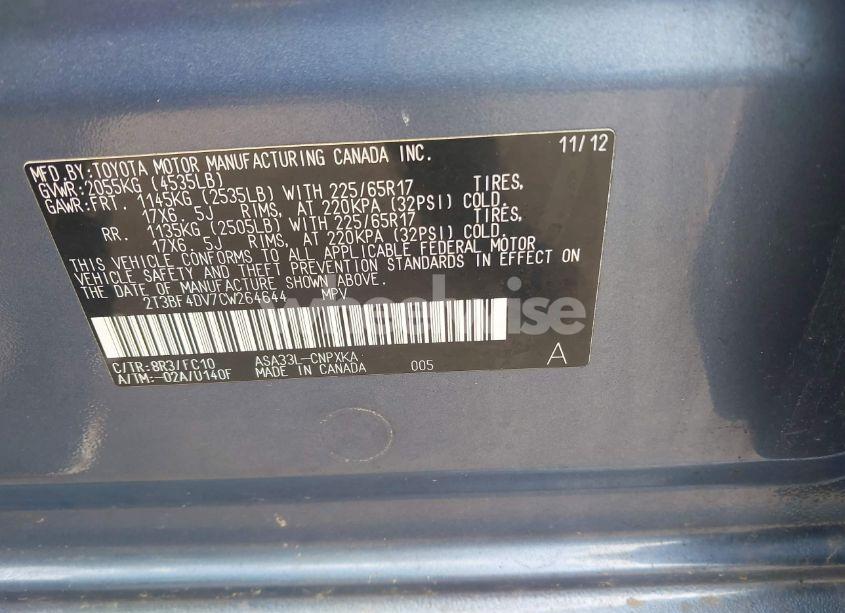 MFD.BY:TOYOTA MOTOR MANUFACTURING CANADA INC. 11/12
GVWR:2055KG (4535LB)
GAWR:FRT. 1145KG (2535LB) WITH 225/65R17 TIRES,
17X6.5J RIMS, AT 220KPA (32PSI) COLD.
RR. 1135KG (2505LB) WITH 225/65R17 TIRES,
17X6.5J RIMS, AT 220KPA (32PSI) COLD.
THIS VEHICLE CONFORMS TO ALL APPLICABLE FEDERAL MOTOR
VEHICLE SAFETY AND THEFT PREVENTION STANDARDS IN EFFECT ON
THE DATE OF MANUFACTURE SHOWN ABOVE.
2T3BF4DV7CW264644 MPV
C/TR:8R3/FC10 ASA33L-CNPXKA
A/TM:-02A/U140F MADE IN CANADA 005 A